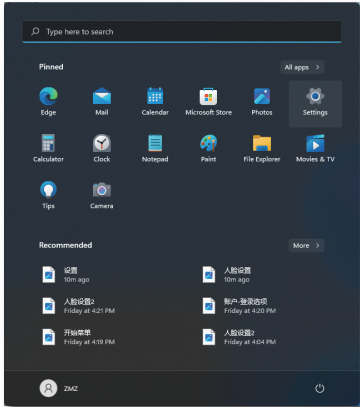 Type here to search
Pinned
All apps >
Edge
Mail
Calendar
Microsoft Store
Photos
Settings
Calculator
Clock
Notepad
Paint
File Explorer
Movies & TV
Tips
Camera
Recommended
More >
设置
10m ago
人脸设置
10m ago
人脸设置2
Friday at 4:21 PM
账户-登录选项
Friday at 4:20 PM
开始菜单
Friday at 4:19 PM
人脸设置2
Friday at 4:04 PM
ZMZ